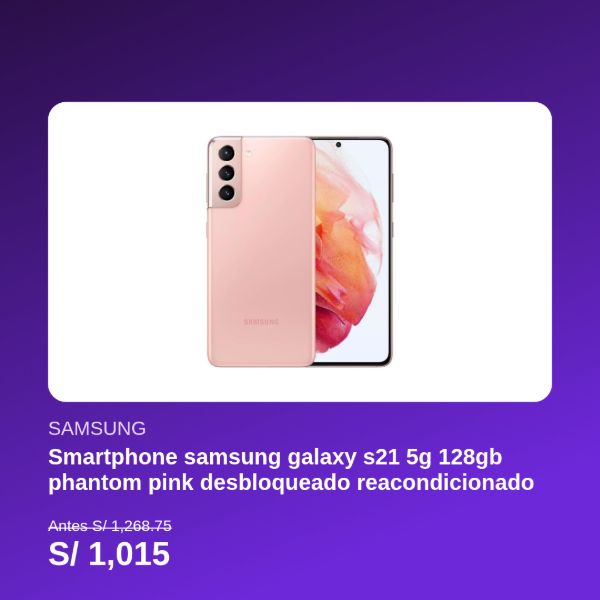 SAMSUNG
SAMSUNG
Smartphone samsung galaxy s21 5g 128gb
phantom pink desbloqueado reacondicionado
Antes S/ 1,268.75
S/ 1,015